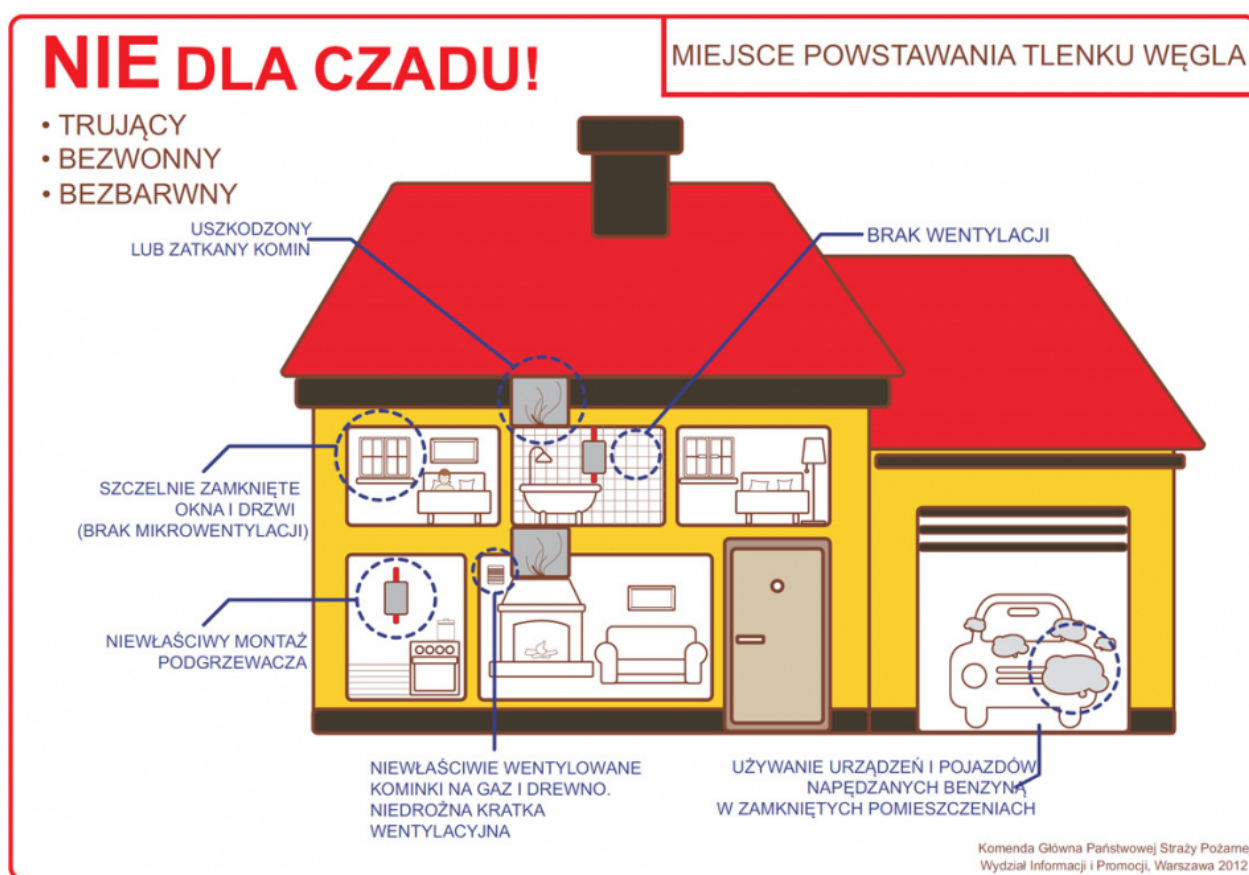 NIE DLA CZADU!
MIEJSCE POWSTAWANIA TLENKU WĘGLA
• TRUJĄCY
• BEZWONNY
• BEZBARWNY
USZKODZONY
LUB ZATKANY KOMIN
BRAK WENTYLACJI
SZCZELNIE ZAMKNIĘTE
OKNA I DRZWI
(BRAK MIKROWENTYLACJI)
NIEWŁAŚCIWY MONTAŻ
PODGRZEWACZA
NIEWŁAŚCIWIE WENTYLOWANE
KOMINKI NA GAZ I DREWNO.
NIEDROŻNA KRATKA
WENTYLACYJNA
UŻYWANIE URZĄDZEŃ I POJAZDÓW
NAPĘDZANYCH BENZYNĄ
W ZAMKNIĘTYCH POMIESZCZENIACH
Komenda Główna Państwowej Straży Pożarne
Wydział Informacji i Promocji, Warszawa 2012